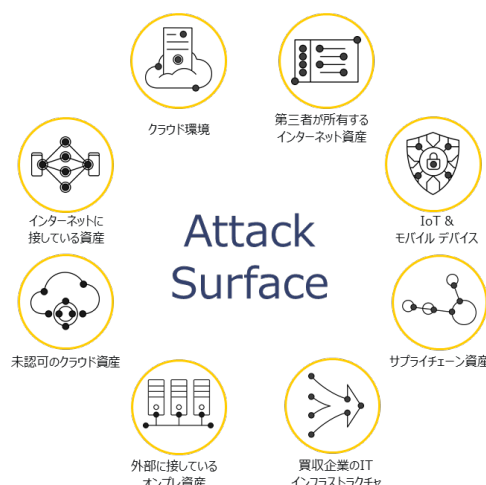 クラウド環境
第三者が所有する
インターネット資産
インターネットに
接している資産
IoT &
モバイル デバイス
Attack
Surface
未認可のクラウド資産
サプライチェーン資産
外部に接している
オンプレ資産
買収企業のIT
インフラストラクチャ